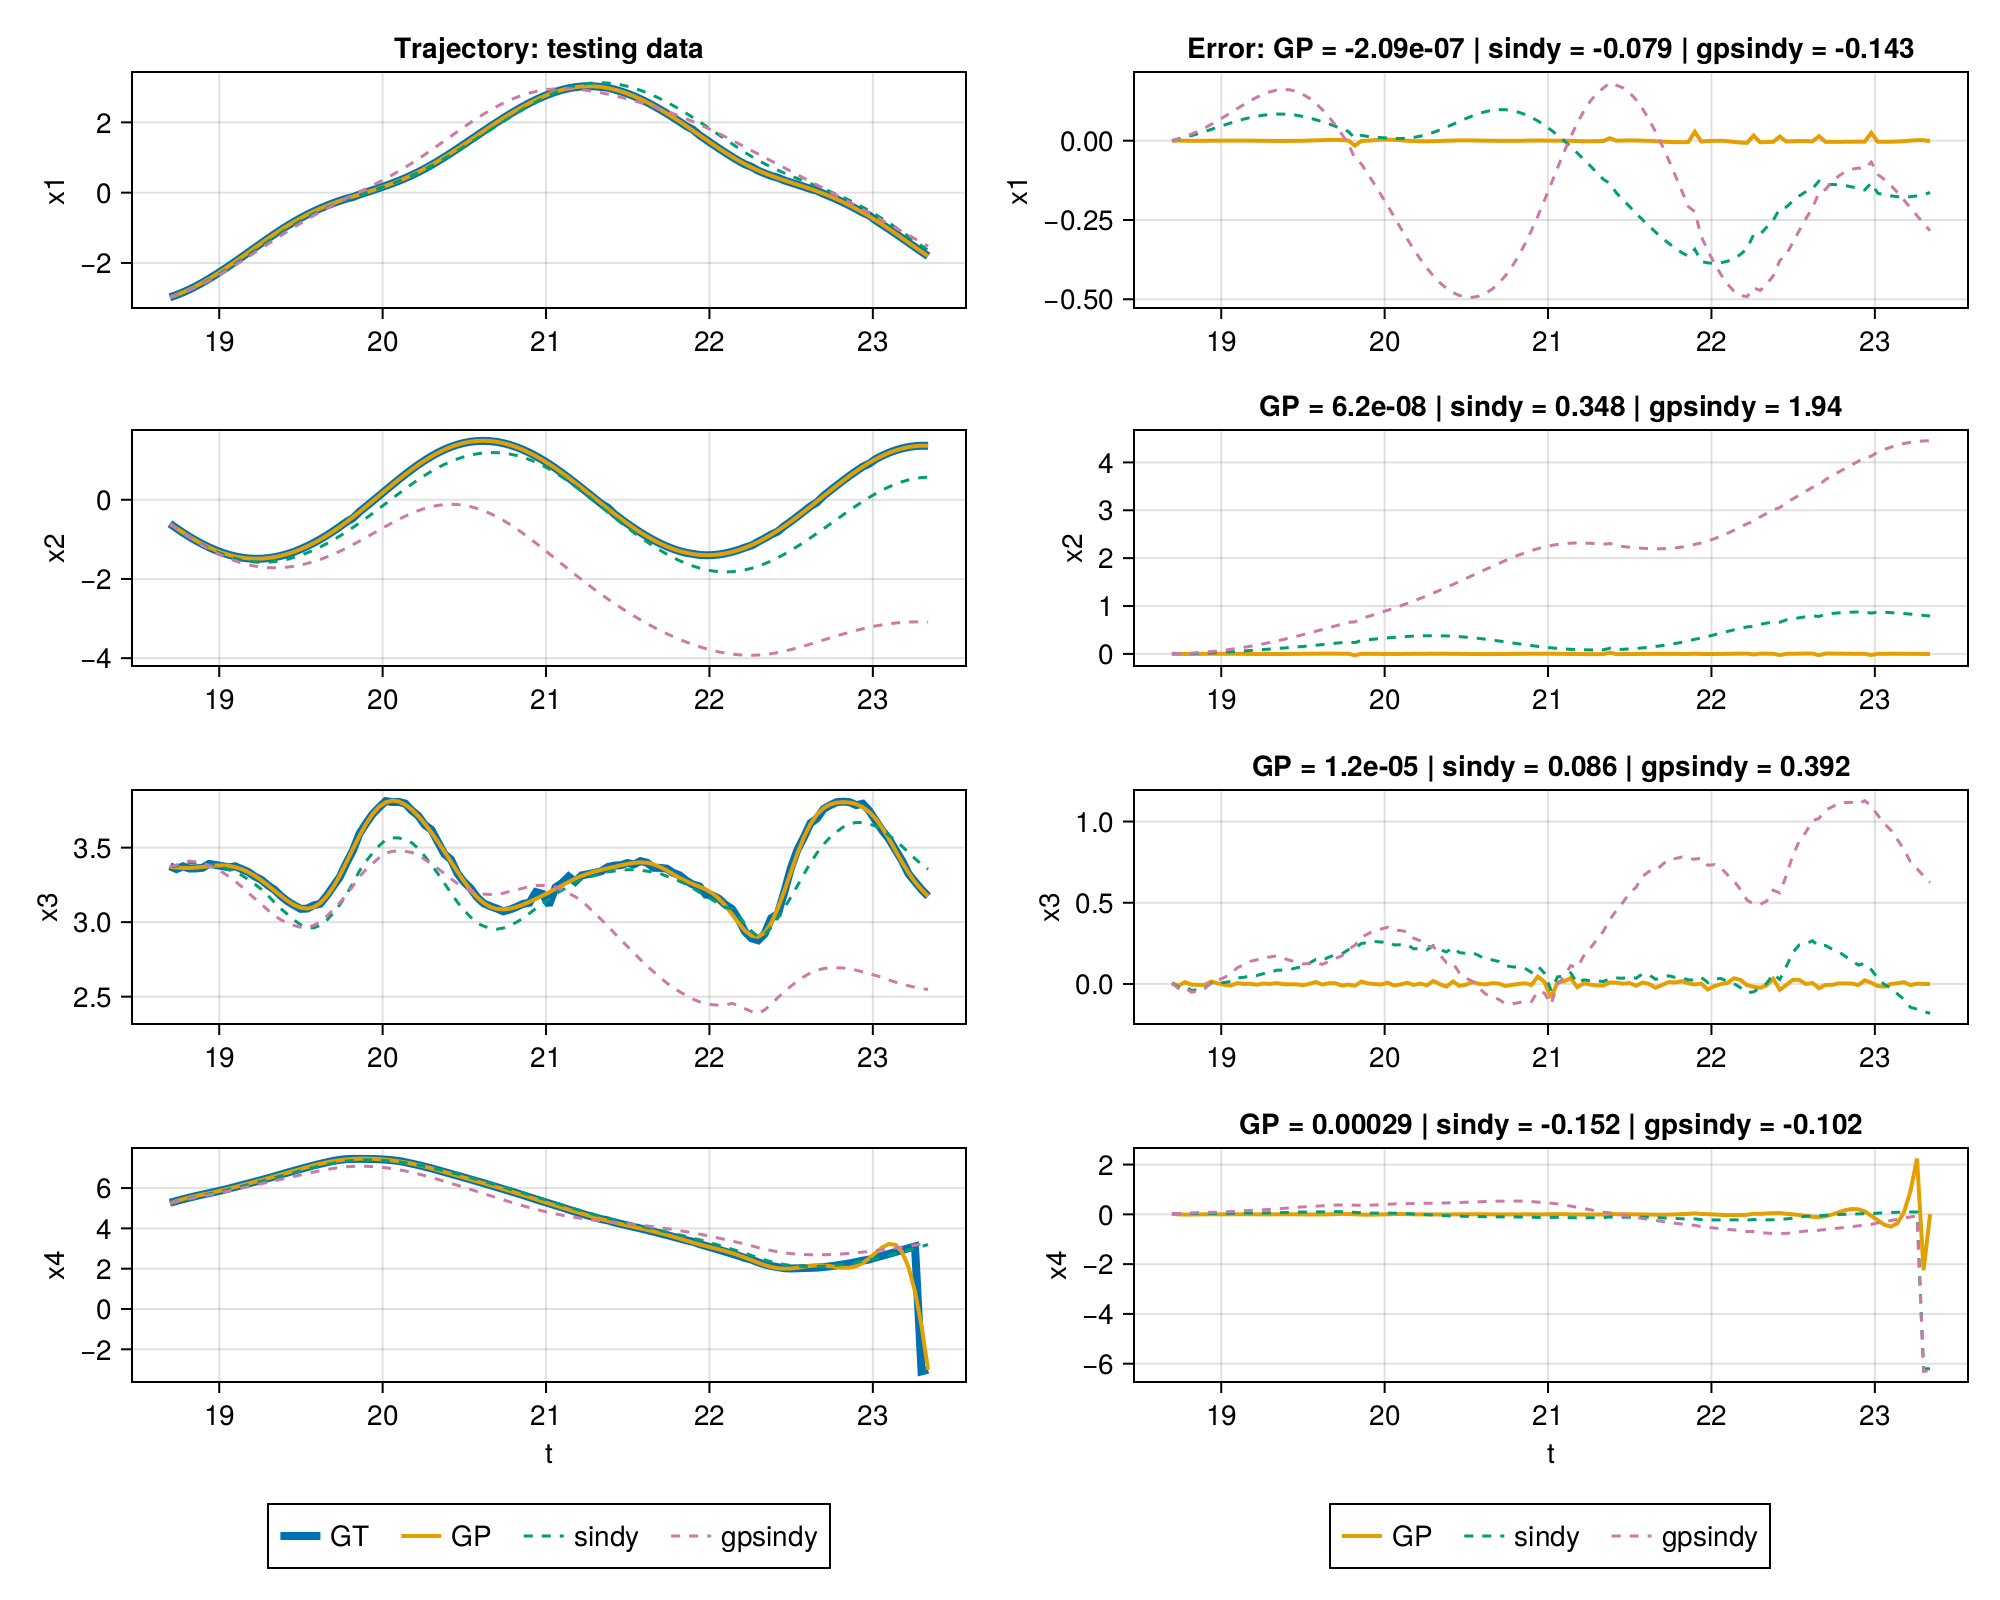 Trajectory: testing data
Error: GP = -2.09e-07 | sindy = -0.079 | gpsindy = -0.143
x1
2
0
−2
19 20 21 22 23
x1
0.00
−0.25
−0.50
19 20 21 22 23
GP = 6.2e-08 | sindy = 0.348 | gpsindy = 1.94
x2
0
−2
−4
19 20 21 22 23
x2
4
3
2
1
0
19 20 21 22 23
GP = 1.2e-05 | sindy = 0.086 | gpsindy = 0.392
x3
3.5
3.0
2.5
19 20 21 22 23
x3
1.0
0.5
0.0
19 20 21 22 23
GP = 0.00029 | sindy = -0.152 | gpsindy = -0.102
x4
6
4
2
0
−2
19 20 21 22 23
t
x4
2
0
−2
−4
−6
19 20 21 22 23
t
GT GP sindy gpsindy
GP sindy gpsindy